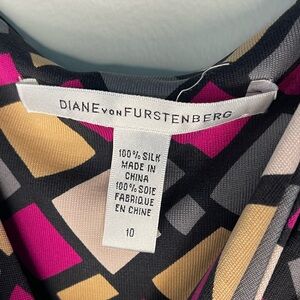 DIANE VON FURSTENBERG
100% SILK
MADE IN
CHINA
100% SOIE
FABRIQUE
EN CHINE
10